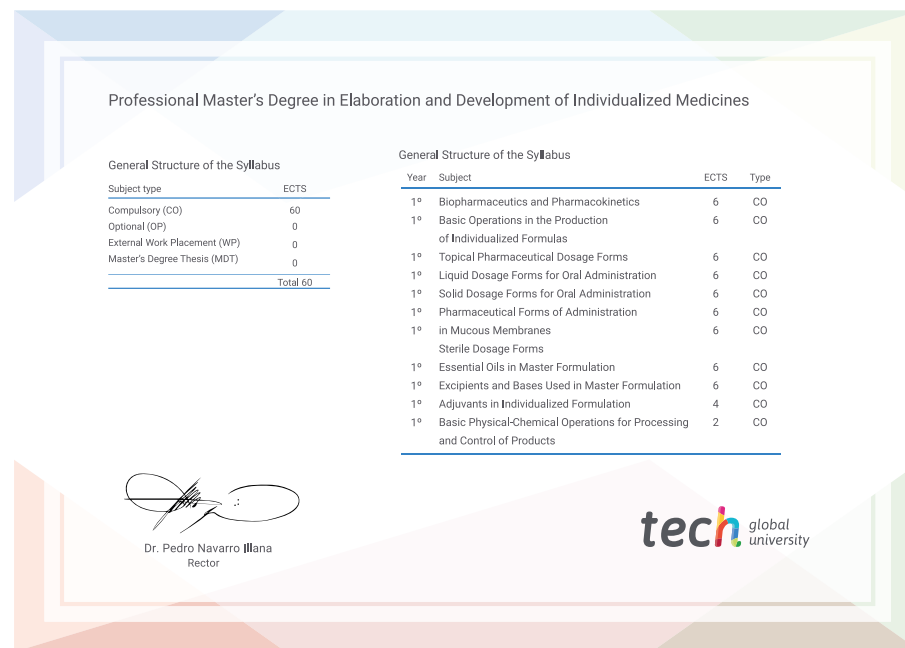 Professional Master's Degree in Elaboration and Development of Individualized Medicines
General Structure of the Syllabus
Subject type ECTS
Compulsory (CO) 60
Optional (OP) 0
External Work Placement (WP) 0
Master's Degree Thesis (MDT) 0
Total 60
General Structure of the Syllabus
Year Subject ECTS Type
1º Biopharmaceutics and Pharmacokinetics 6 CO
1º Basic Operations in the Production 6 CO
of Individualized Formulas
1º Topical Pharmaceutical Dosage Forms 6 CO
1º Liquid Dosage Forms for Oral Administration 6 CO
1º Solid Dosage Forms for Oral Administration 6 CO
1º Pharmaceutical Forms of Administration 6 CO
1º in Mucous Membranes 6 CO
Sterile Dosage Forms
1º Essential Oils in Master Formulation 6 CO
1º Excipients and Bases Used in Master Formulation 6 CO
1º Adjuvants in Individualized Formulation 4 CO
1º Basic Physical-Chemical Operations for Processing 2 CO
and Control of Products
Dr. Pedro Navarro Illana
Rector
tech global
university